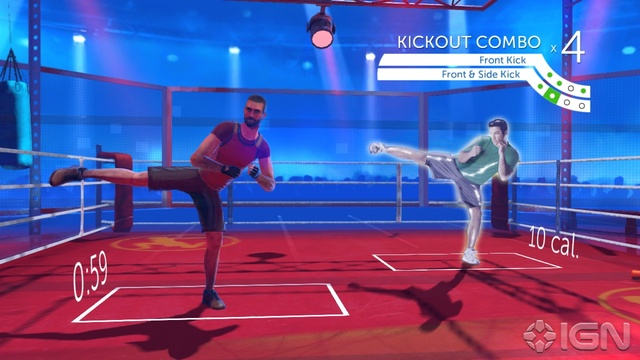 KICKOUT COMBO x 4
Front Kick
Front & Side Kick
0:59
10 cal.
IGN